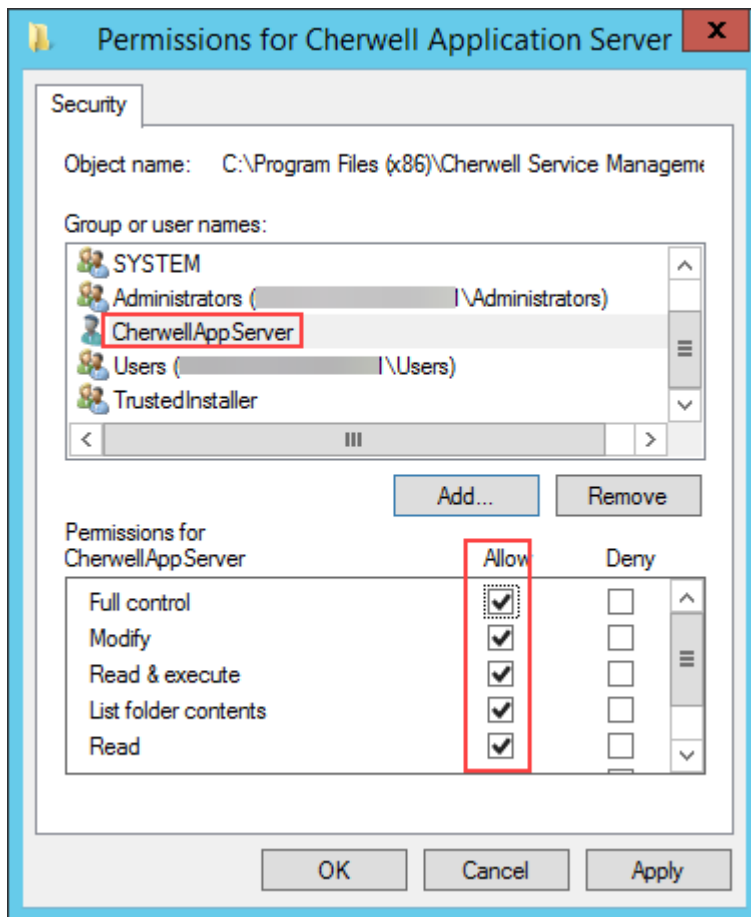 Permissions for Cherwell Application Server
x
Security
Object name: C:\Program Files (x86)\Cherwell Service Manageme
Group or user names:
SYSTEM
Administrators ( \Administrators)
CherwellAppServer
Users ( \Users)
TrustedInstaller
Add... Remove
Permissions for
CherwellAppServer Allow Deny
Full control
Modify
Read & execute
List folder contents
Read
OK Cancel Apply